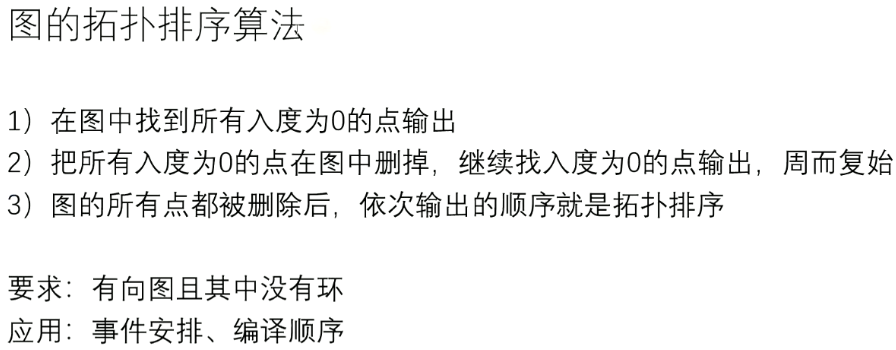 图的拓扑排序算法
1）在图中找到所有入度为0的点输出
2）把所有入度为0的点在图中删掉，继续找入度为0的点输出，周而复始
3）图的所有点都被删除后，依次输出的顺序就是拓扑排序
要求：有向图且其中没有环
应用：事件安排、编译顺序